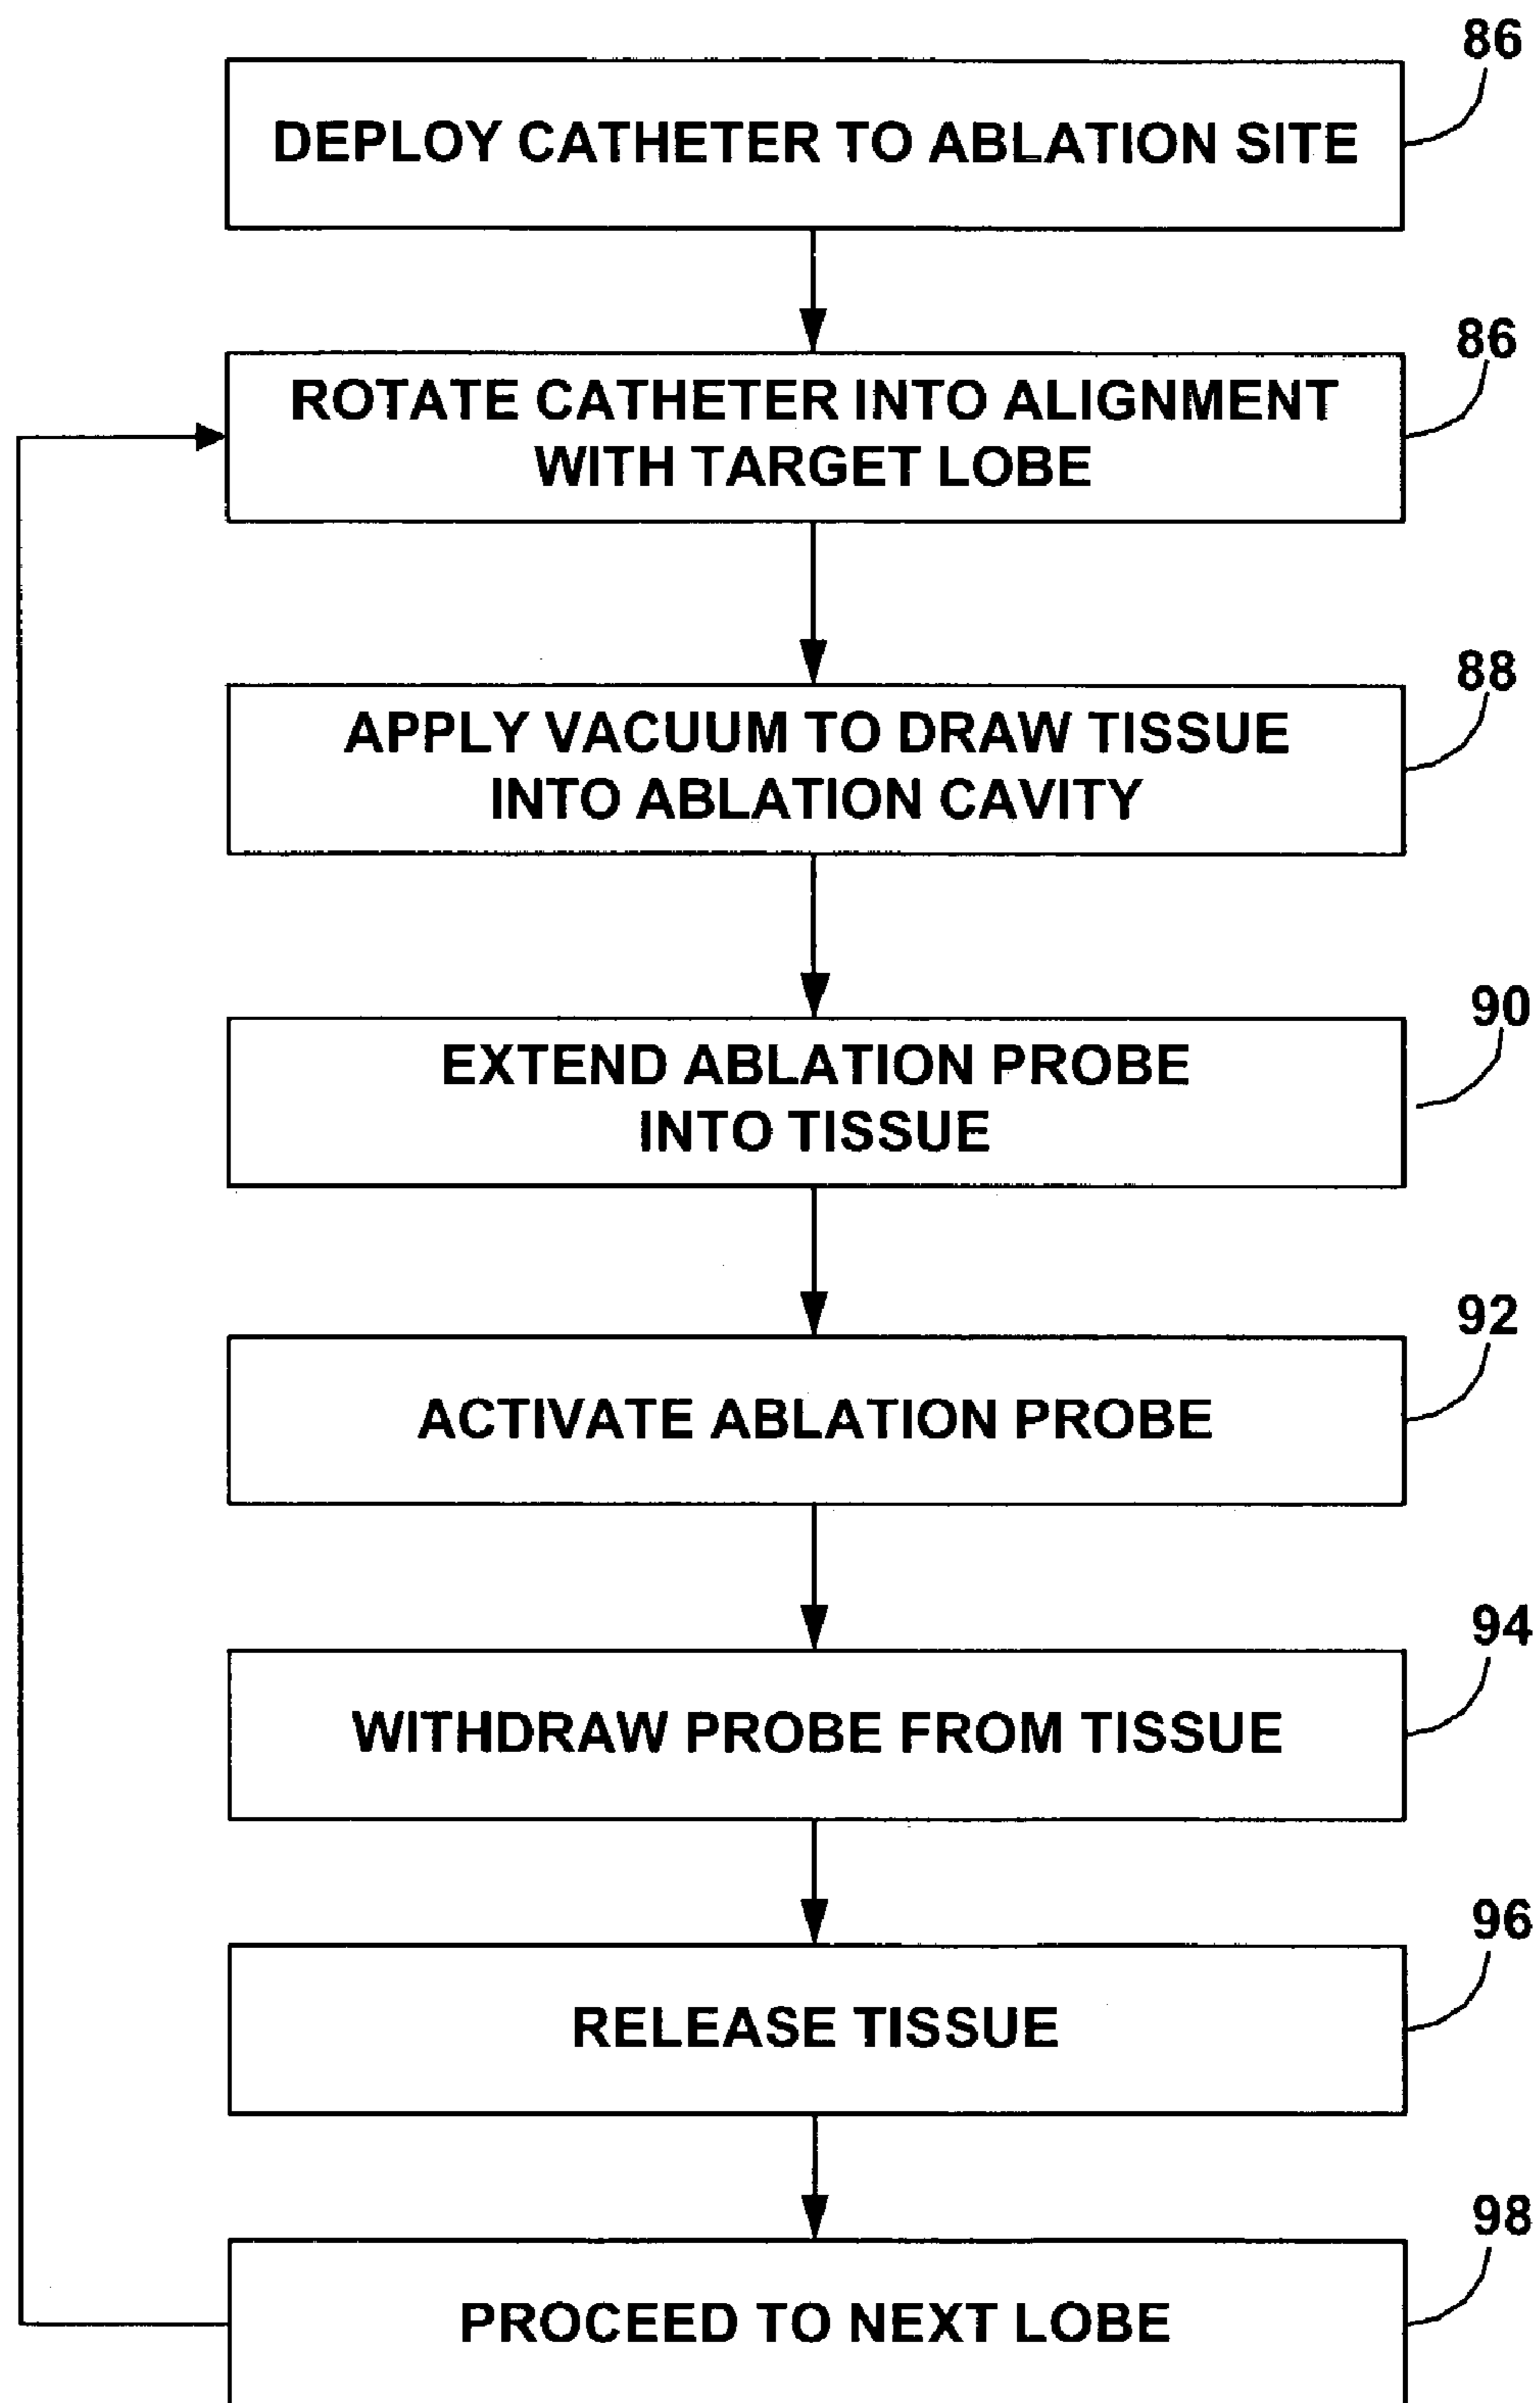 86
DEPLOY CATHETER TO ABLATION SITE
86
ROTATE CATHETER INTO ALIGNMENT
WITH TARGET LOBE
88
APPLY VACUUM TO DRAW TISSUE
INTO ABLATION CAVITY
90
EXTEND ABLATION PROBE
INTO TISSUE
92
ACTIVATE ABLATION PROBE
94
WITHDRAW PROBE FROM TISSUE
96
RELEASE TISSUE
98
PROCEED TO NEXT LOBE